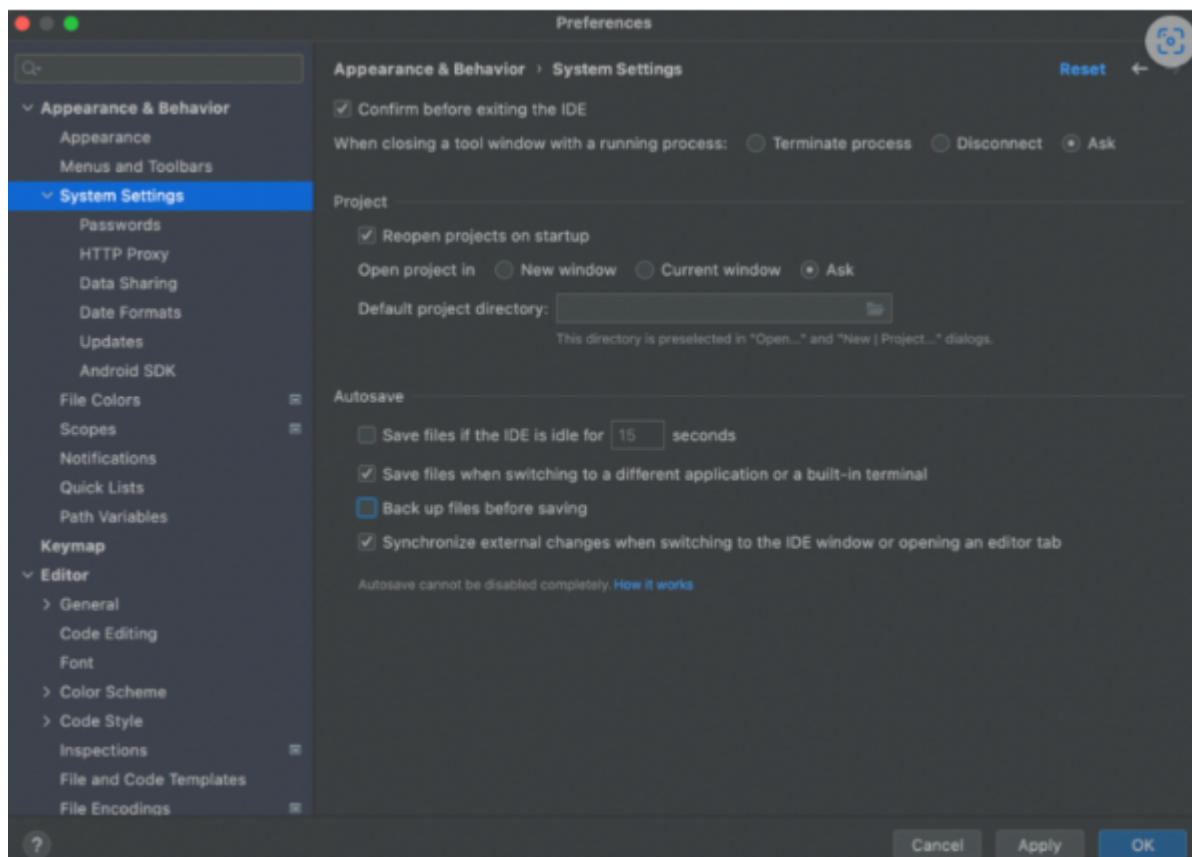 Preferences
Appearance & Behavior › System Settings
Reset
Appearance & Behavior
Appearance
Menus and Toolbars
System Settings
Passwords
HTTP Proxy
Data Sharing
Date Formats
Updates
Android SDK
File Colors
Scopes
Notifications
Quick Lists
Path Variables
Keymap
Editor
General
Code Editing
Font
Color Scheme
Code Style
Inspections
File and Code Templates
File Encodings
Confirm before exiting the IDE
When closing a tool window with a running process: Terminate process Disconnect Ask
Project
Reopen projects on startup
Open project in New window Current window Ask
Default project directory:
This directory is preselected in "Open..." and "New | Project..." dialogs.
Autosave
Save files if the IDE is idle for 15 seconds
Save files when switching to a different application or a built-in terminal
Back up files before saving
Synchronize external changes when switching to the IDE window or opening an editor tab
Autosave cannot be disabled completely. How it works
?
Cancel Apply OK